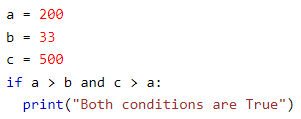 a = 200
b = 33
c = 500
if a > b and c > a:
  print("Both conditions are True")